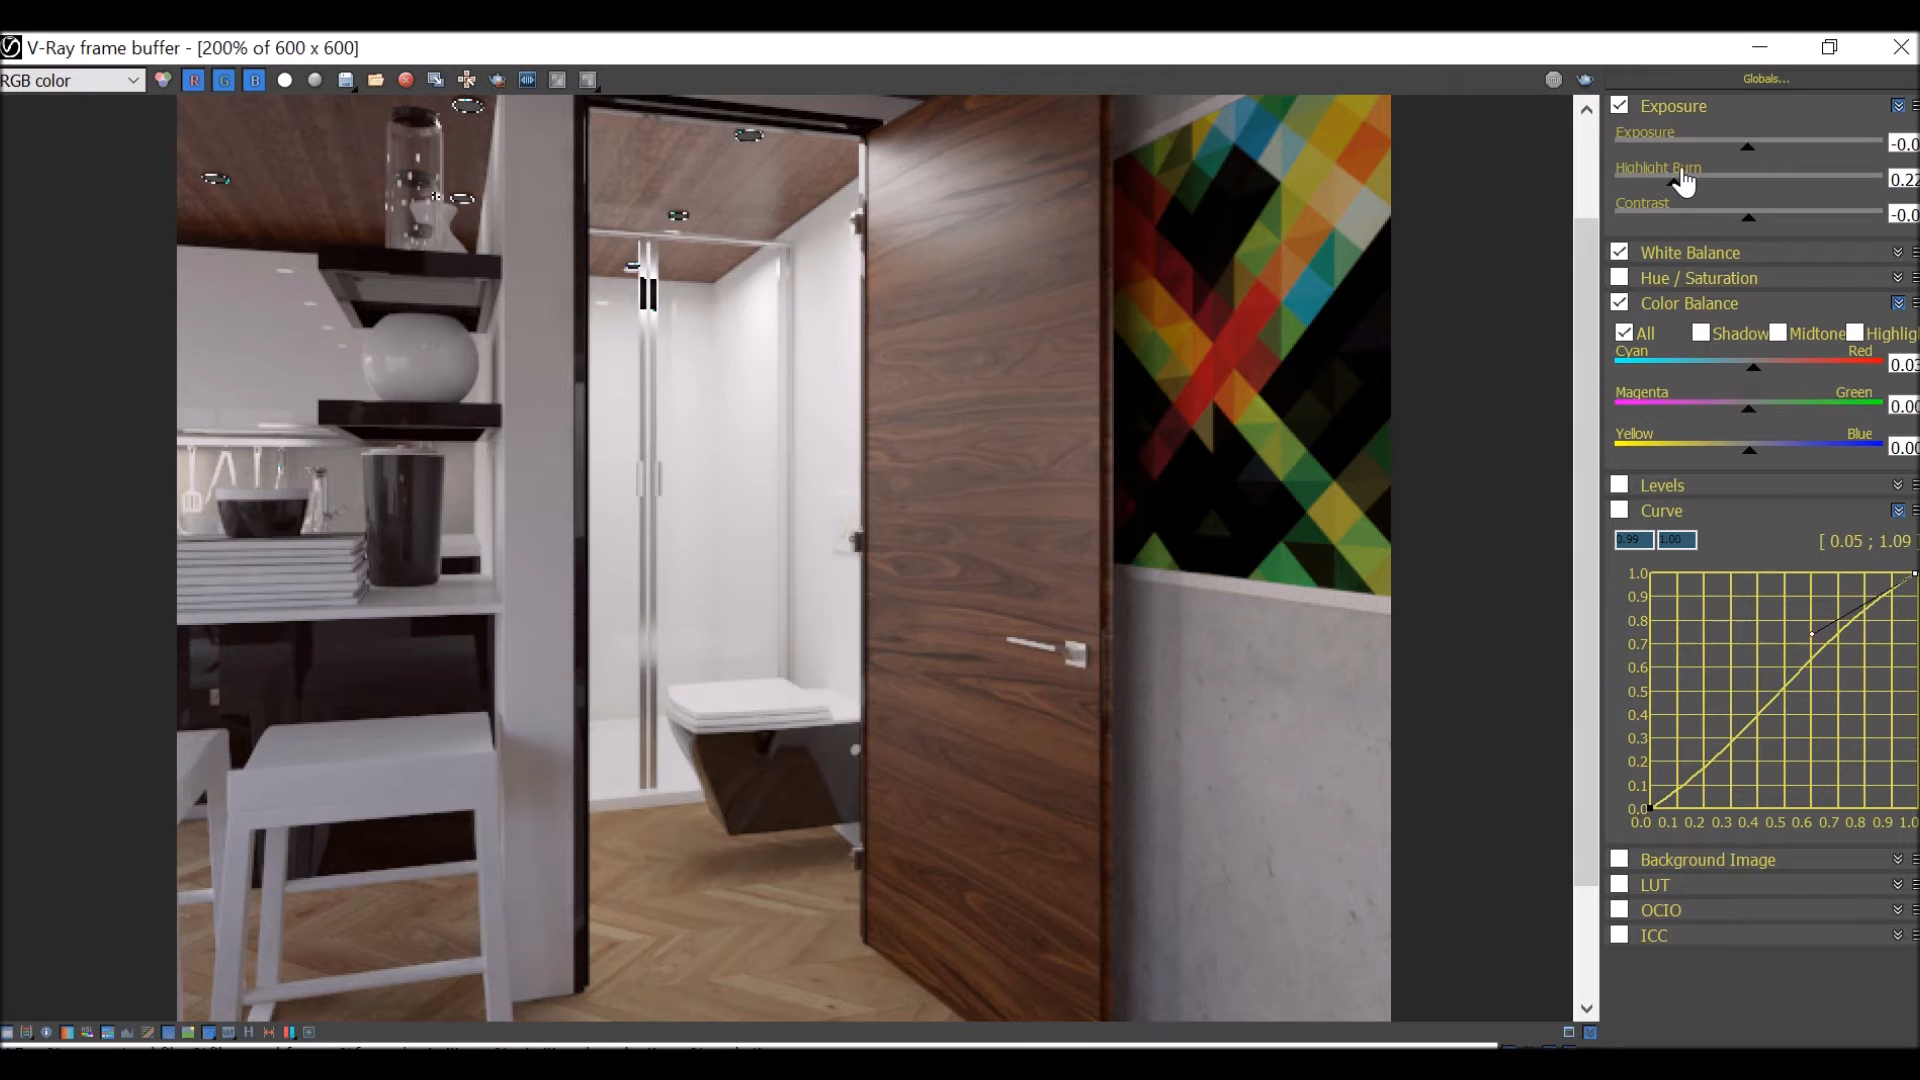 V-Ray frame buffer - [200% of 600 x 600]
RGB color
R G B
Globals...
Exposure
Exposure
-0.0
Highlight Burn
0.22
Contrast
-0.0
White Balance
Hue / Saturation
Color Balance
All Shadow Midtone Highlig
Cyan Red
0.03
Magenta Green
0.00
Yellow Blue
0.00
Levels
Curve
0.99 1.00 [ 0.05 ; 1.09
1.0
0.9
0.8
0.7
0.6
0.5
0.4
0.3
0.2
0.1
0.0
0.0 0.1 0.2 0.3 0.4 0.5 0.6 0.7 0.8 0.9 1.0
Background Image
LUT
OCIO
ICC